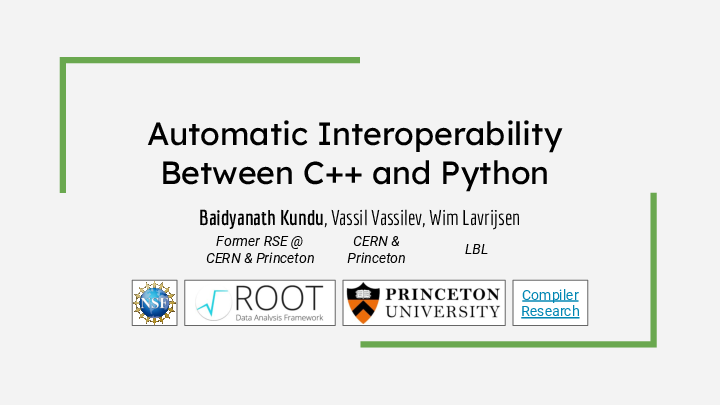 Automatic Interoperability
Between C++ and Python
Baidyanath Kundu, Vassil Vassilev, Wim Lavrijsen
Former RSE @
CERN & Princeton
CERN &
Princeton
LBL
NSF
ROOT
Data Analysis Framework
PRINCETON
UNIVERSITY
Compiler
Research